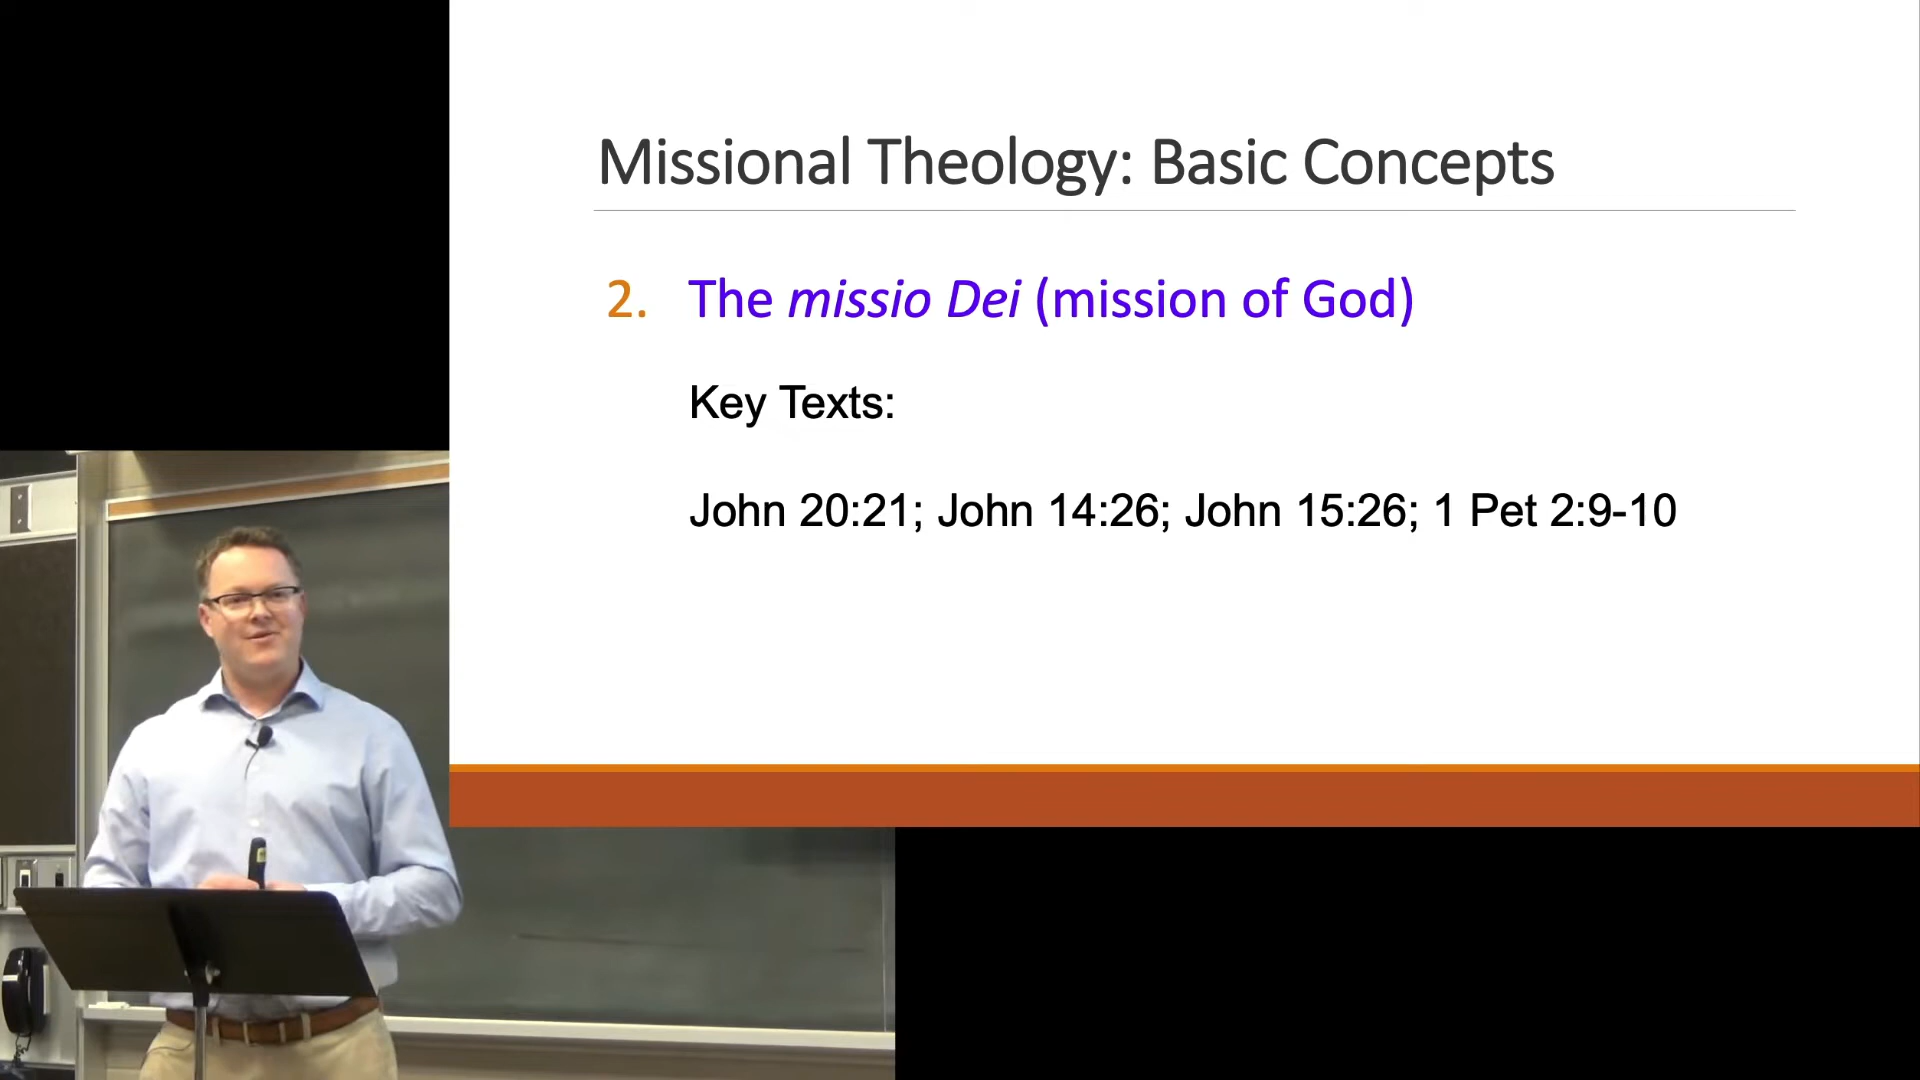 Missional Theology: Basic Concepts
2. The missio Dei (mission of God)
Key Texts:
John 20:21; John 14:26; John 15:26; 1 Pet 2:9-10